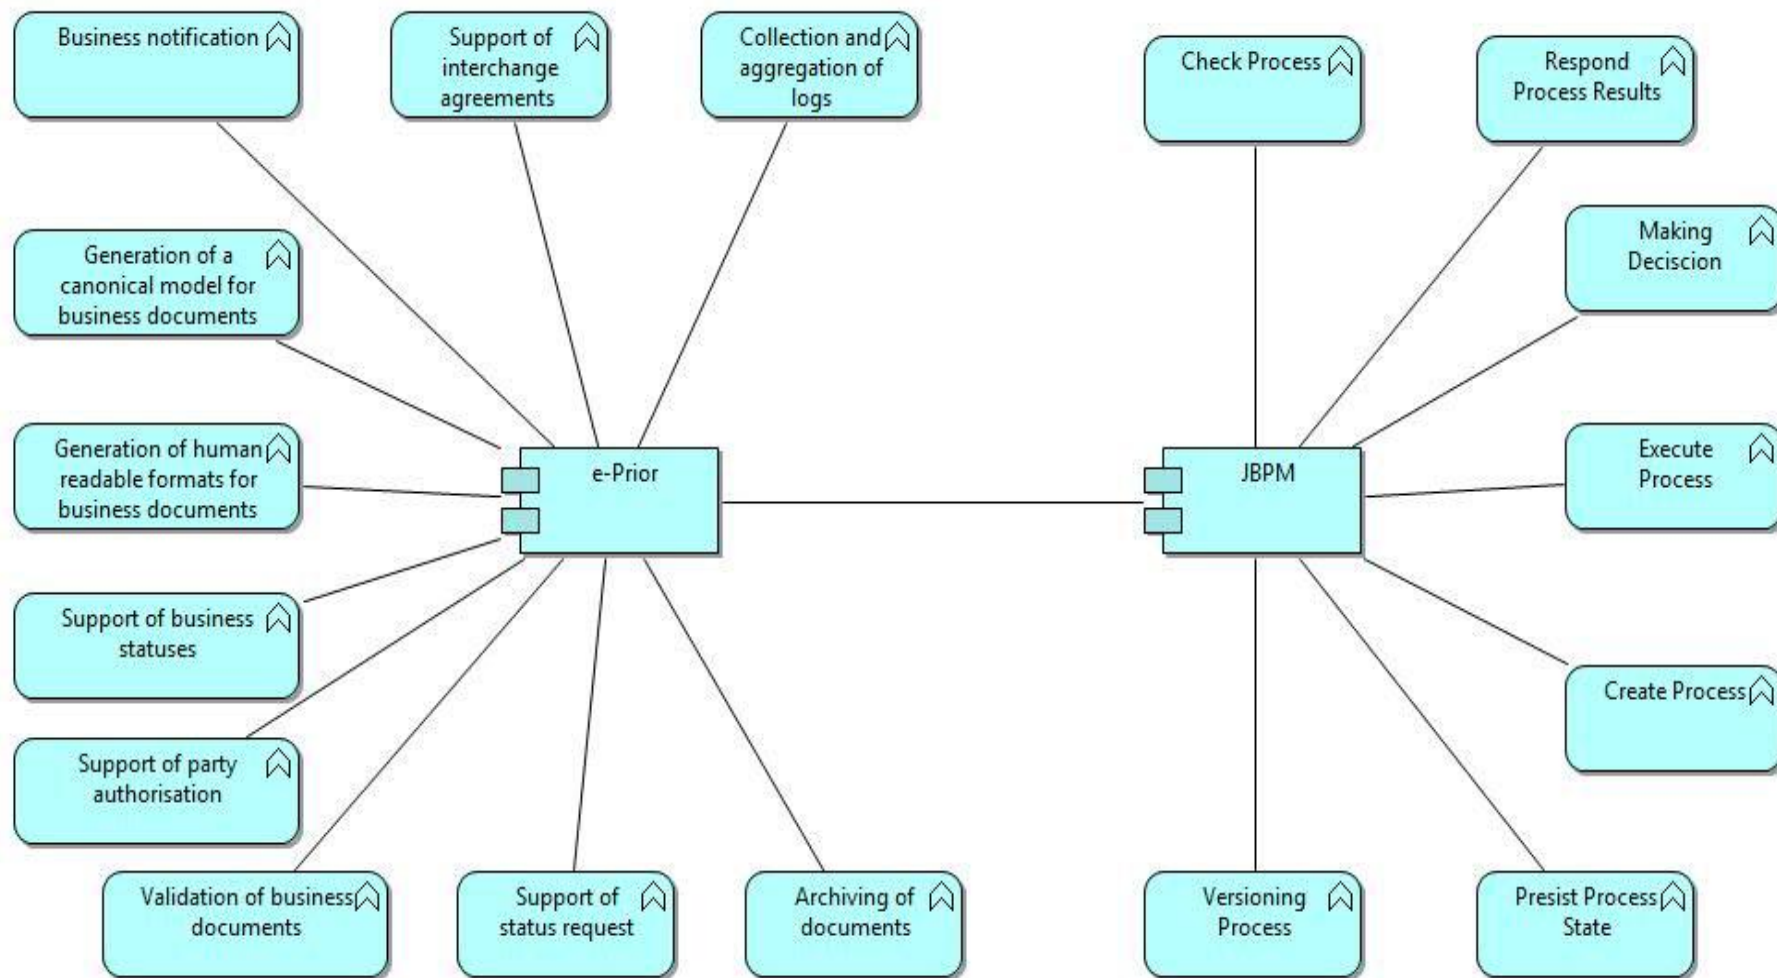 Business notification
Support of
interchange
agreements
Collection and
aggregation of
logs
Check Process
Respond
Process Results
Generation of a
canonical model for
business documents
Making
Deciscion
Generation of human
readable formats for
business documents
e-Prior
JBPM
Execute
Process
Support of business
statuses
Create Process
Support of party
authorisation
Validation of business
documents
Support of
status request
Archiving of
documents
Versioning
Process
Presist Process
State